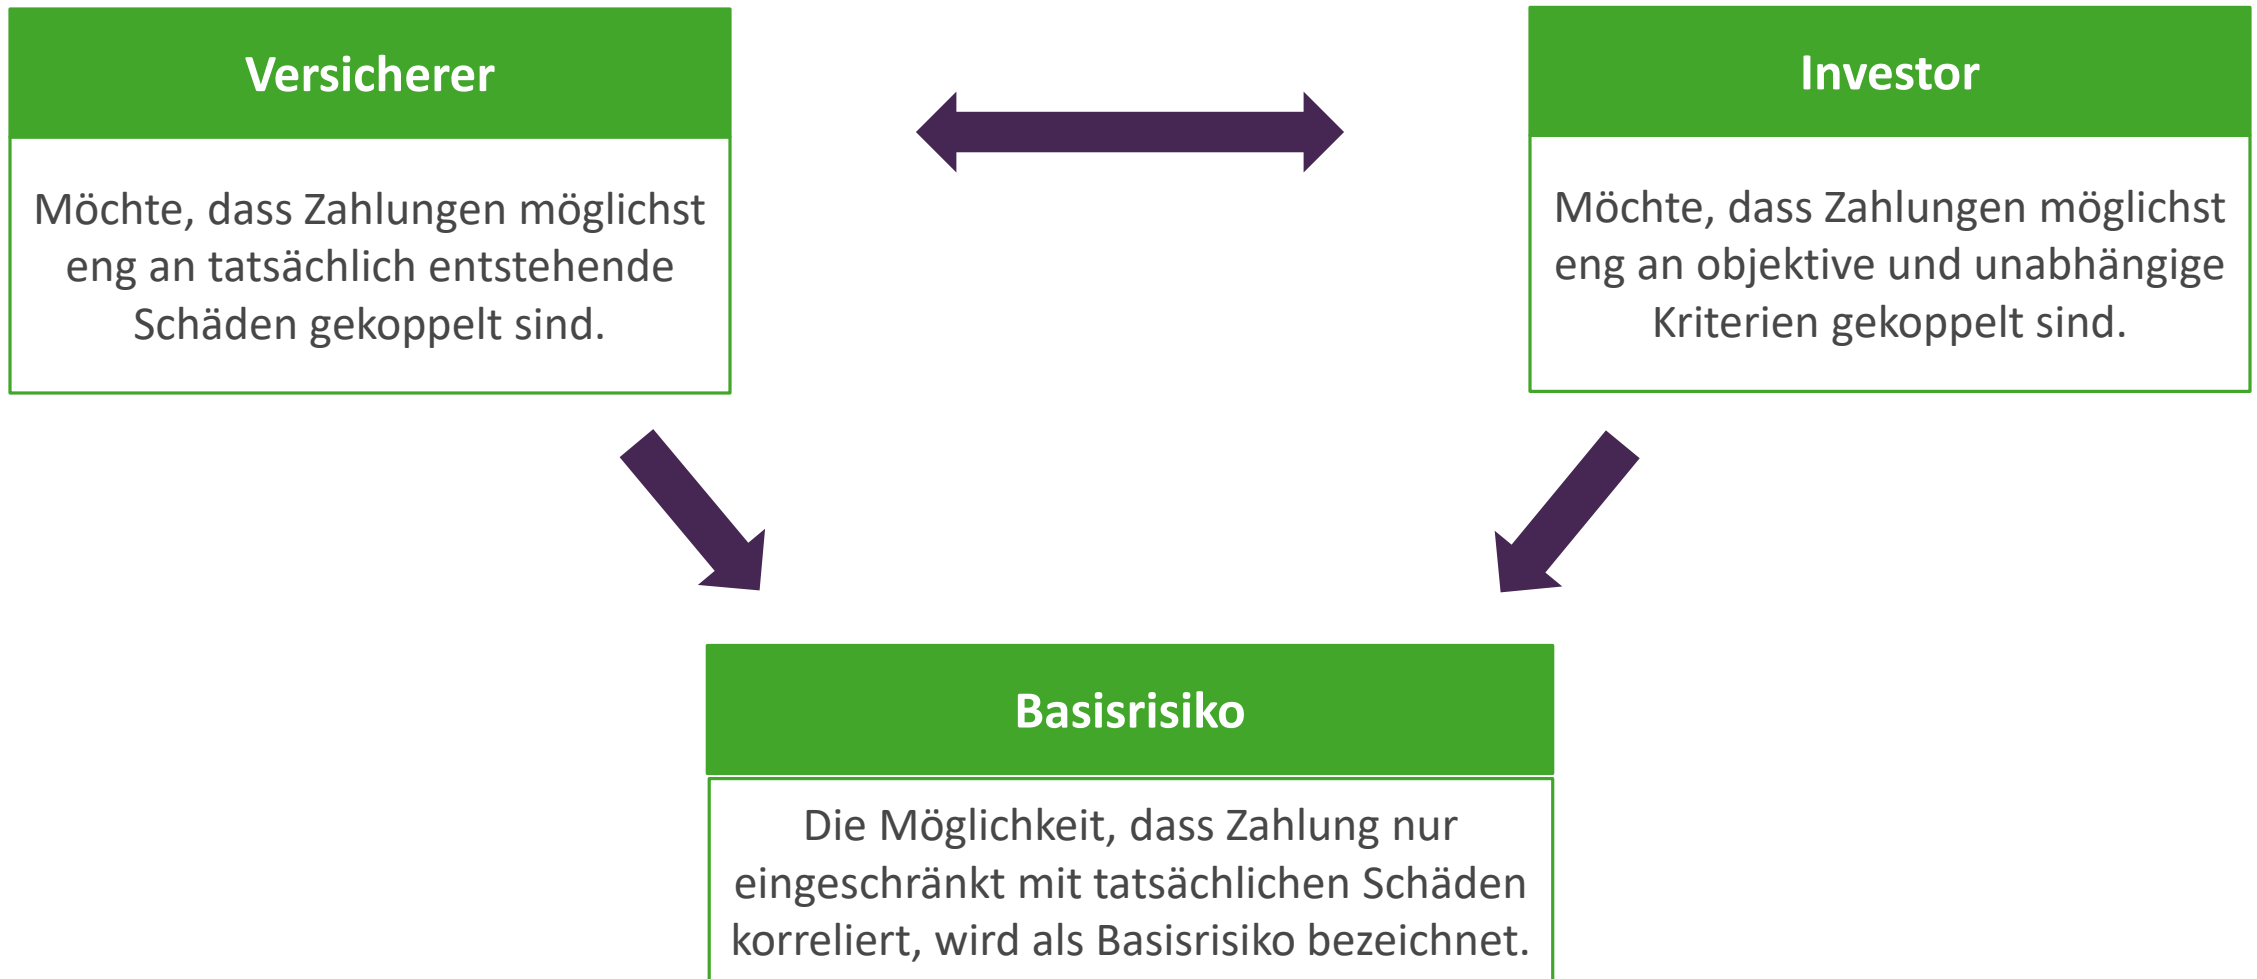 Versicherer
Möchte, dass Zahlungen möglichst
eng an tatsächlich entstehende
Schäden gekoppelt sind.
Investor
Möchte, dass Zahlungen möglichst
eng an objektive und unabhängige
Kriterien gekoppelt sind.
Basisrisiko
Die Möglichkeit, dass Zahlung nur
eingeschränkt mit tatsächlichen Schäden
korreliert, wird als Basisrisiko bezeichnet.